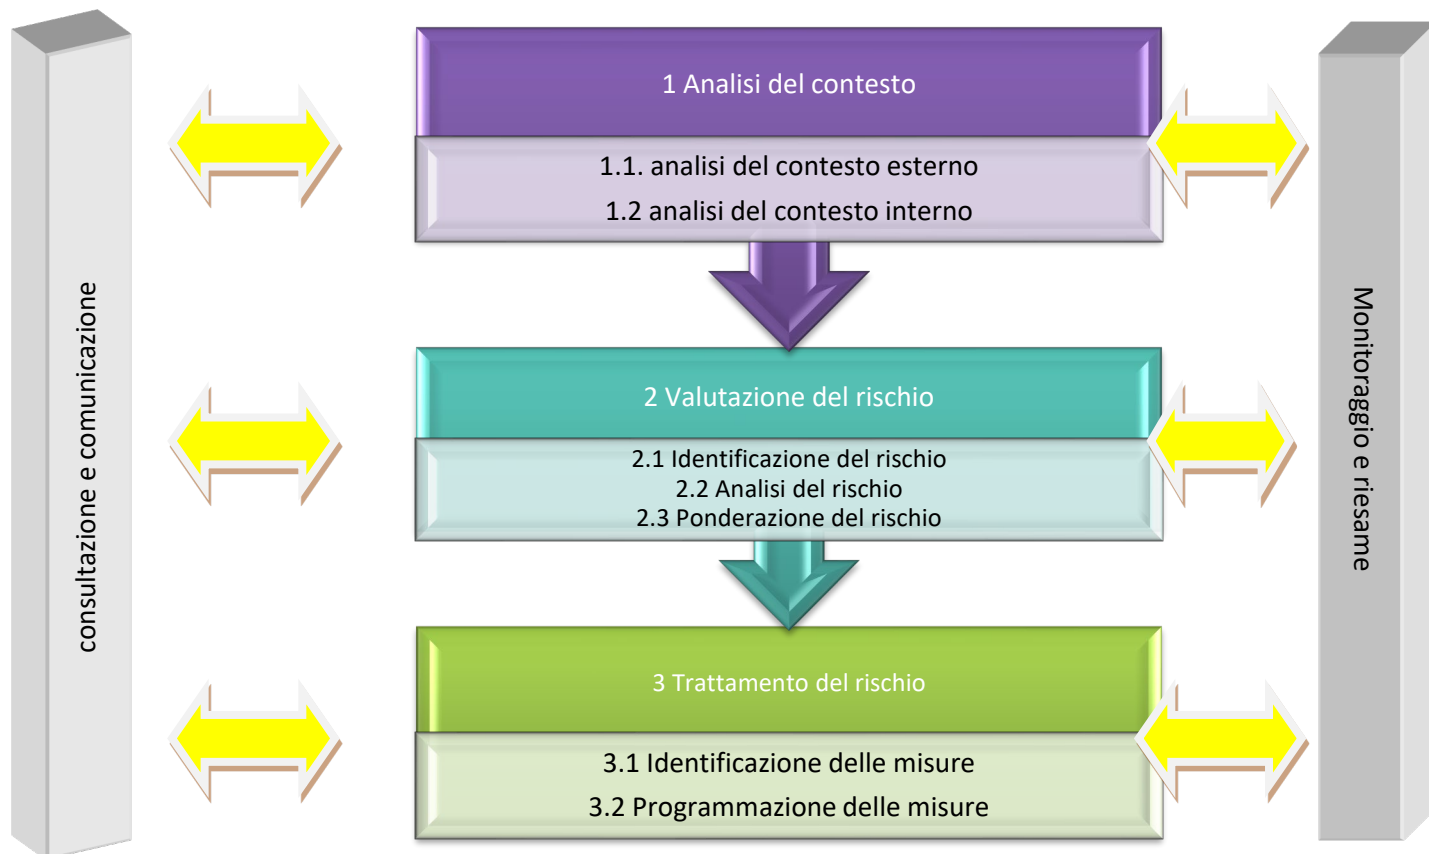 consultazione e comunicazione
1 Analisi del contesto
1.1. analisi del contesto esterno
1.2 analisi del contesto interno
2 Valutazione del rischio
2.1 Identificazione del rischio
2.2 Analisi del rischio
2.3 Ponderazione del rischio
3 Trattamento del rischio
3.1 Identificazione delle misure
3.2 Programmazione delle misure
Monitoraggio e riesame